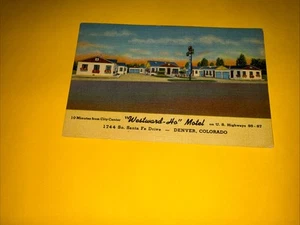 10 Minutes from City Center "Westward-Ho" Motel on U. S. Highways 85-87
1744 So. Santa Fe Drive — DENVER, COLORADO